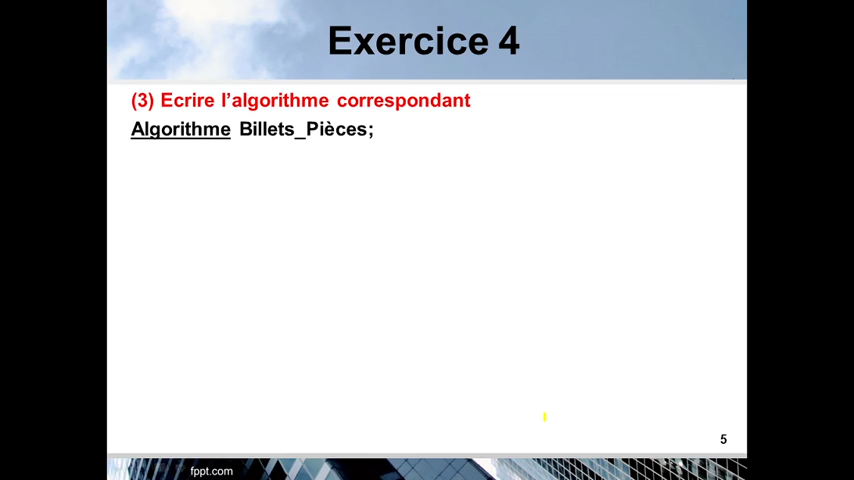 Exercice 4
(3) Ecrire l’algorithme correspondant
Algorithme Billets_Pièces;
5
fppt.com